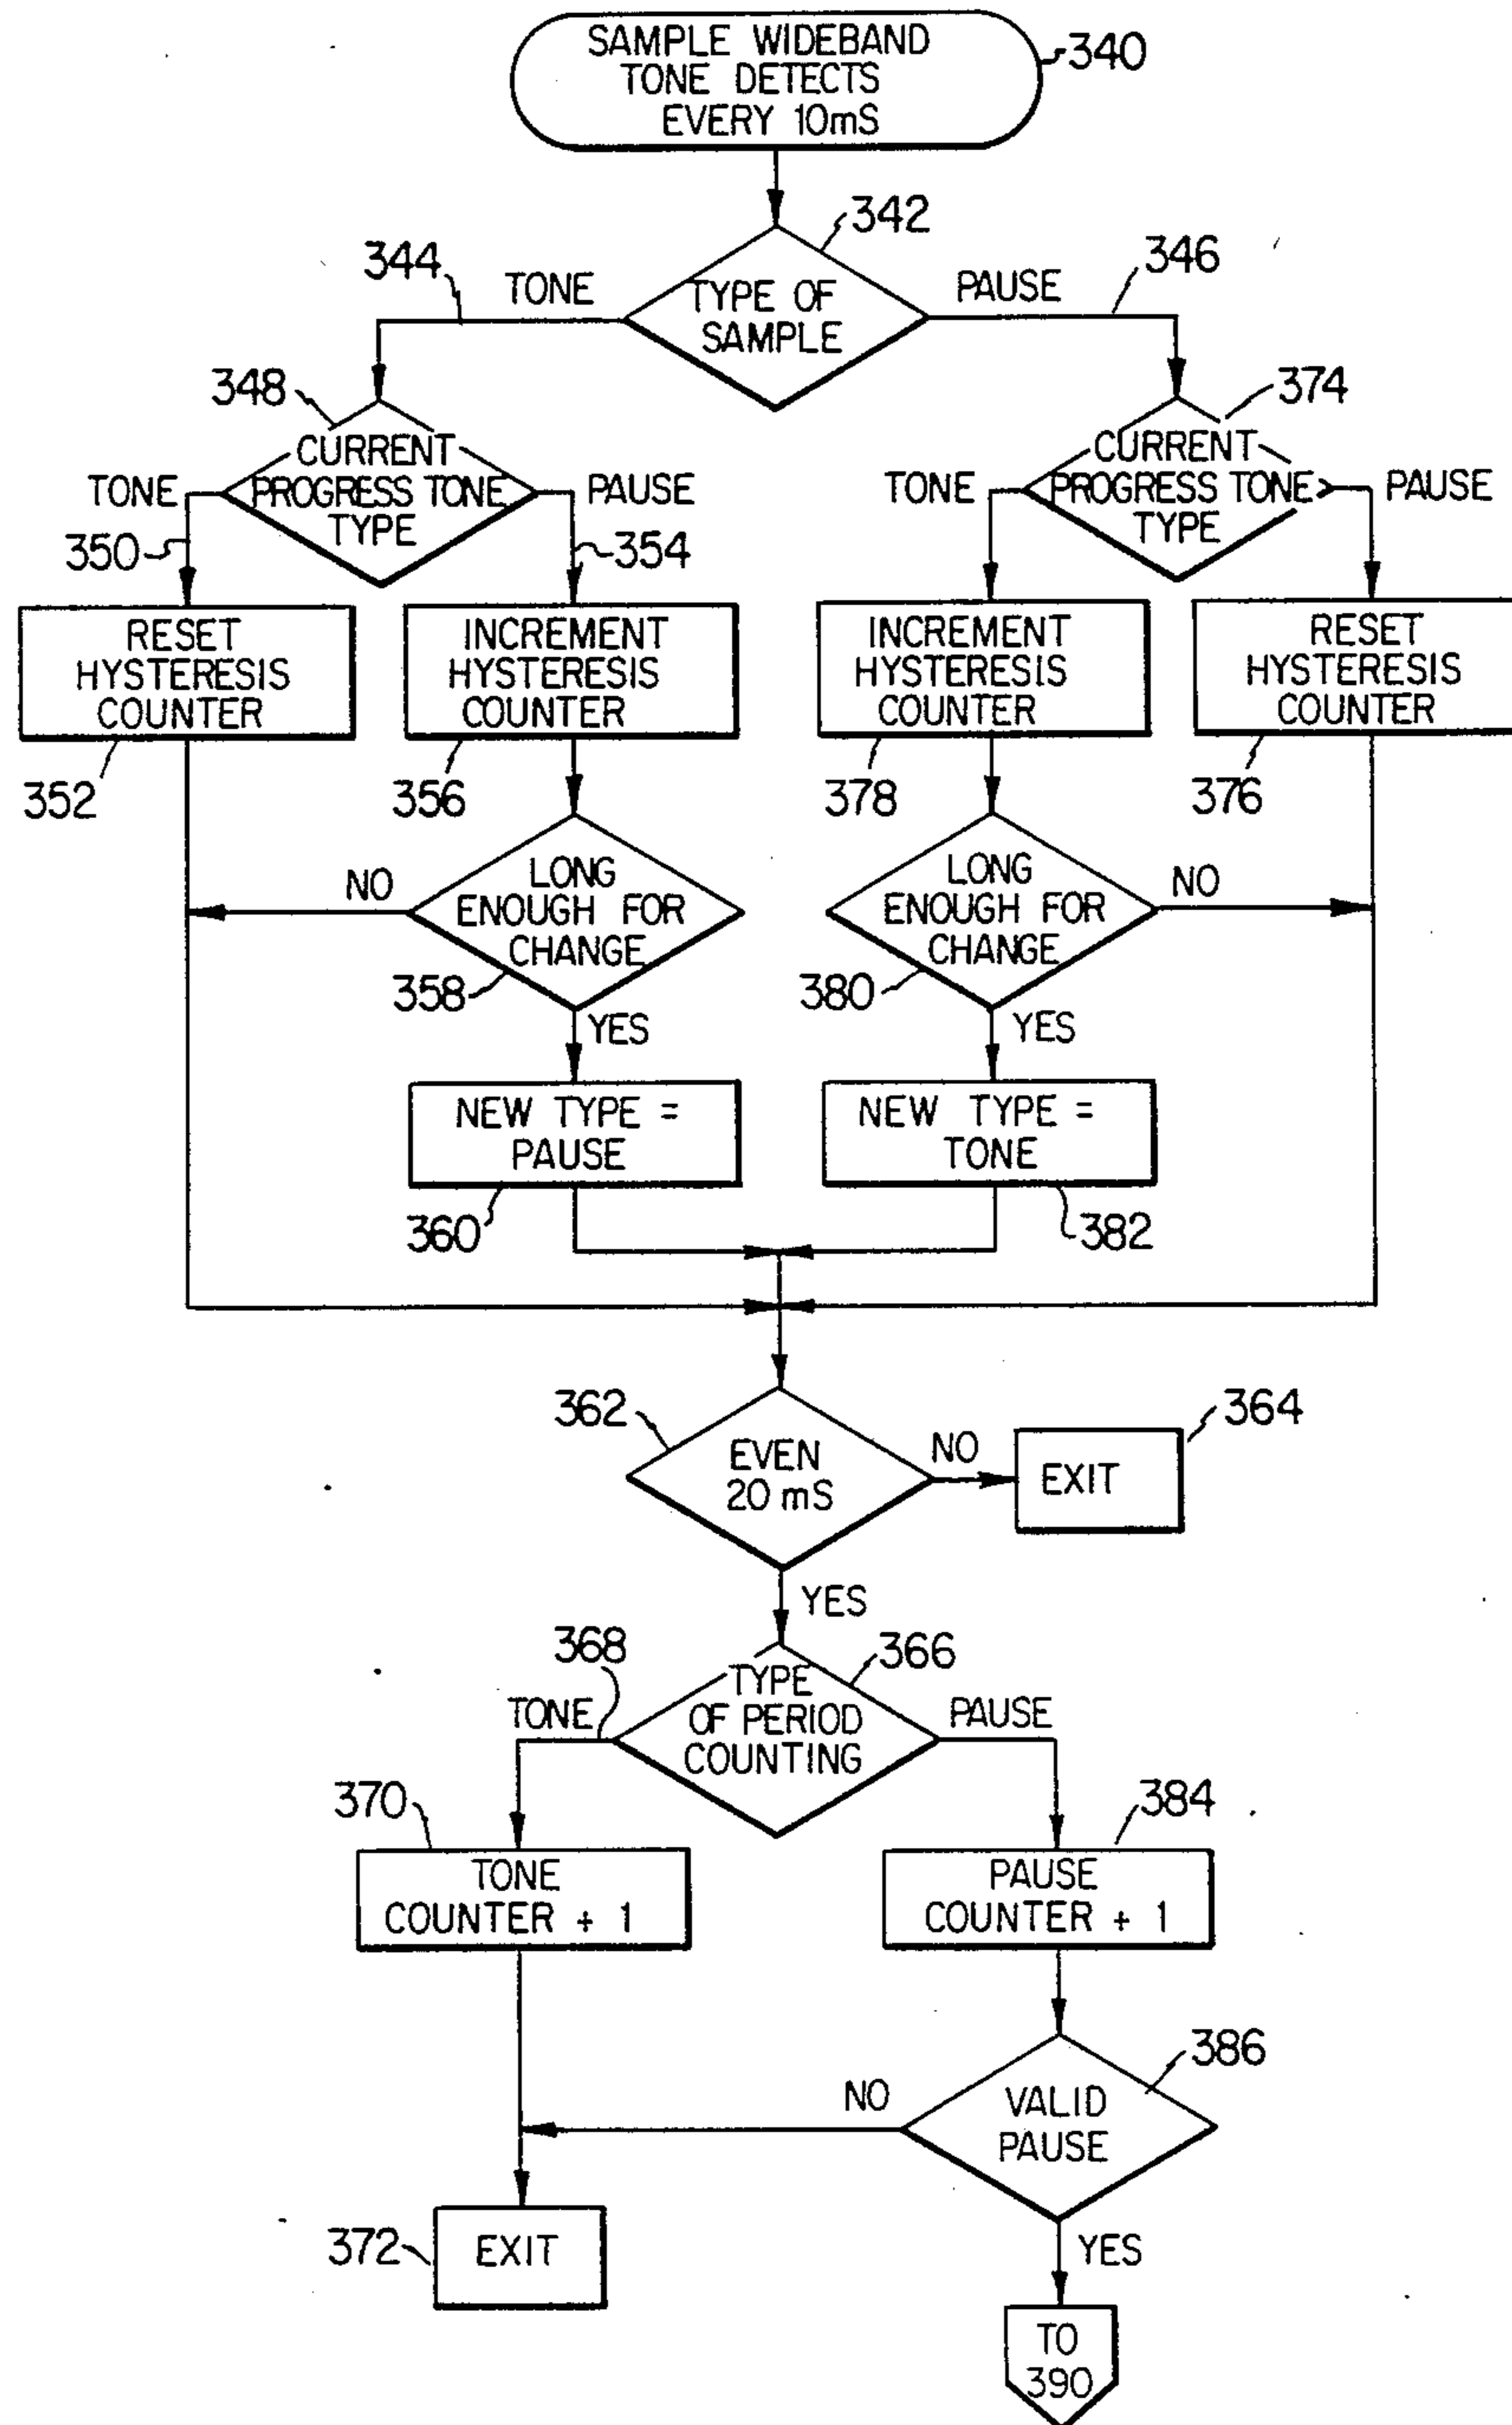 SAMPLE WIDEBAND
TONE DETECTS
EVERY 10mS
340
342
344
TONE
TYPE OF
SAMPLE
PAUSE
346
348
CURRENT
PROGRESS TONE
TYPE
TONE
PAUSE
350
354
374
CURRENT
PROGRESS TONE
TYPE
TONE
PAUSE
RESET
HYSTERESIS
COUNTER
352
INCREMENT
HYSTERESIS
COUNTER
356
INCREMENT
HYSTERESIS
COUNTER
378
RESET
HYSTERESIS
COUNTER
376
NO
LONG
ENOUGH FOR
CHANGE
358
YES
LONG
ENOUGH FOR
CHANGE
NO
380
YES
NEW TYPE =
PAUSE
360
NEW TYPE =
TONE
382
362
EVEN
20 mS
NO
EXIT
364
YES
368
366
TONE
TYPE
OF PERIOD
COUNTING
PAUSE
370
TONE
COUNTER + 1
384
PAUSE
COUNTER + 1
386
NO
VALID
PAUSE
372
EXIT
YES
TO
390